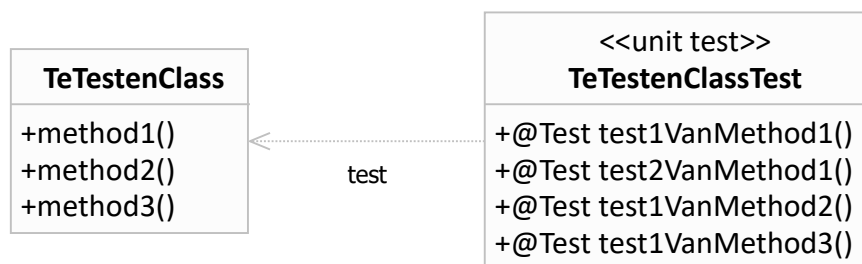 TeTestenClass
+method1()
+method2()
+method3()
test
<<unit test>>
TeTestenClassTest
+@Test test1VanMethod1()
+@Test test2VanMethod1()
+@Test test1VanMethod2()
+@Test test1VanMethod3()